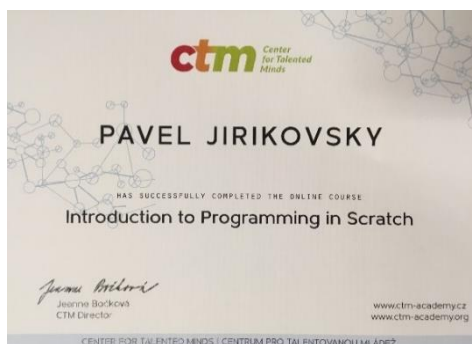 ctm Center
for Talented
Minds
PAVEL JIRIKOVSKY
HAS SUCCESSFULLY COMPLETED THE ONLINE COURSE
Introduction to Programming in Scratch
Jeanne Bočková
CTM Director
www.ctm-academy.cz
www.ctm-academy.org
CENTER FOR TALENTED MINDS | CENTRUM PRO TALENTOVANOU MLÁDEŽ